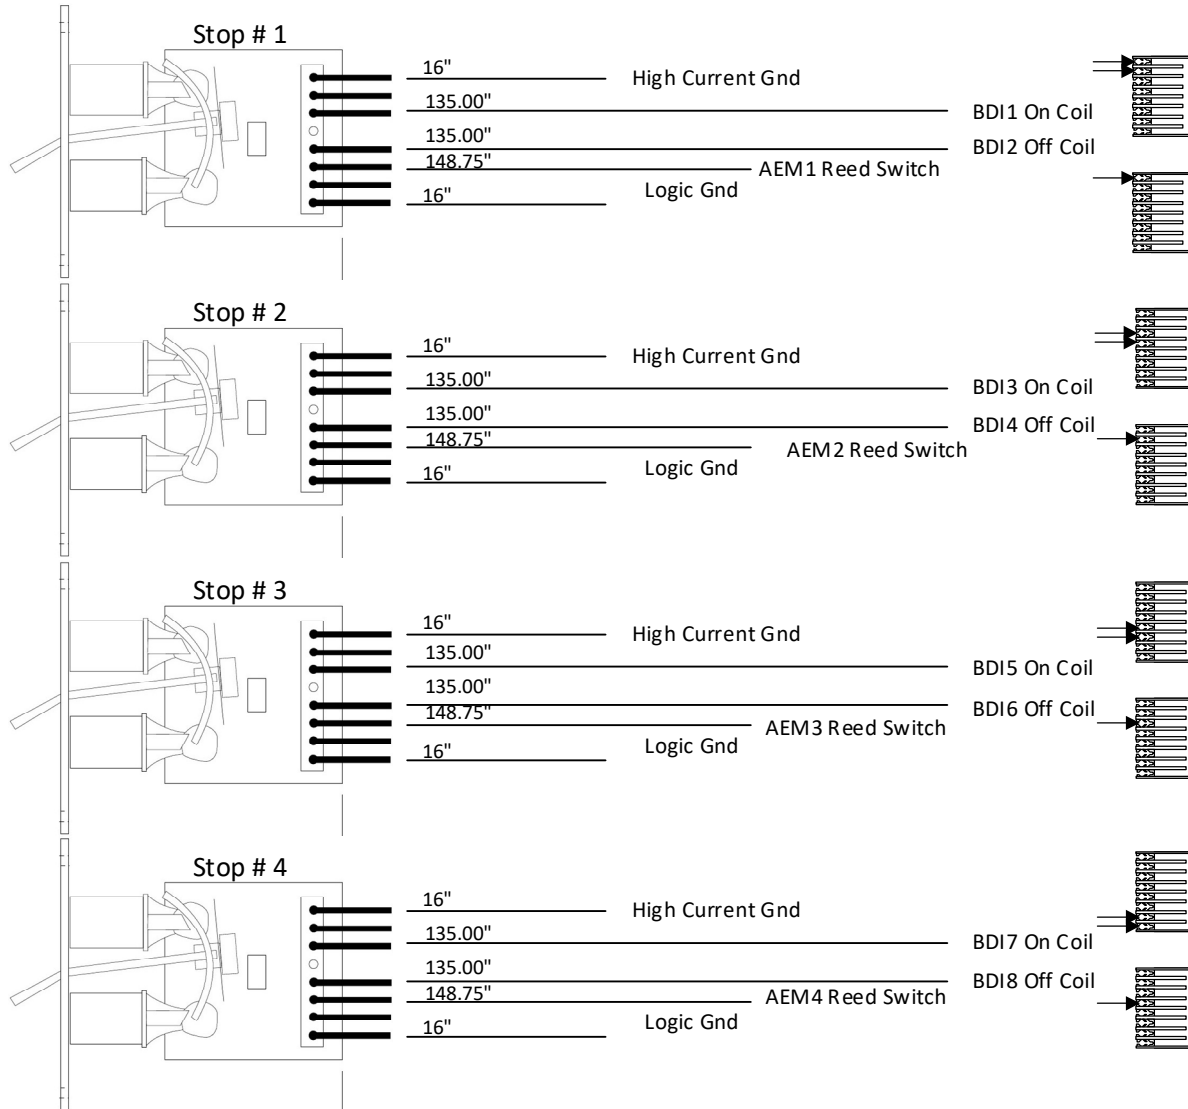 Stop # 1
16"
High Current Gnd
135.00"
BDI1 On Coil
135.00"
BDI2 Off Coil
148.75"
AEM1 Reed Switch
Logic Gnd
16"
Stop # 2
16"
High Current Gnd
135.00"
BDI3 On Coil
135.00"
BDI4 Off Coil
148.75"
AEM2 Reed Switch
Logic Gnd
16"
Stop # 3
16"
High Current Gnd
135.00"
BDI5 On Coil
135.00"
BDI6 Off Coil
148.75"
AEM3 Reed Switch
Logic Gnd
16"
Stop # 4
16"
High Current Gnd
135.00"
BDI7 On Coil
135.00"
BDI8 Off Coil
148.75"
AEM4 Reed Switch
Logic Gnd
16"